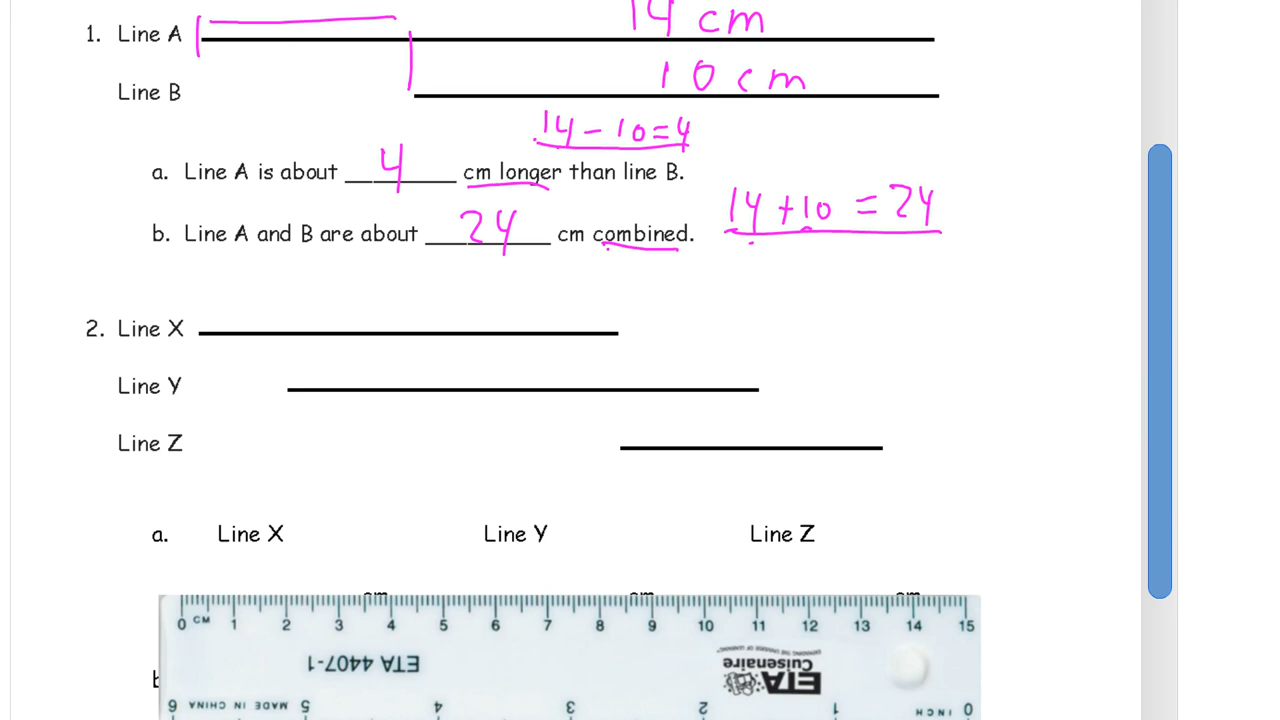 14 cm
1. Line A
10 cm
Line B
14 - 10 = 4
a. Line A is about 4 cm longer than line B.
14 + 10 = 24
b. Line A and B are about 24 cm combined.
2. Line X
Line Y
Line Z
a. Line X Line Y Line Z
cm cm cm
0 CM 1 2 3 4 5 6 7 8 9 10 11 12 13 14 15
ETA 4407-1
Cuisenaire
ETA
6 MADE IN CHINA 5 4 3 2 1 INCH 0